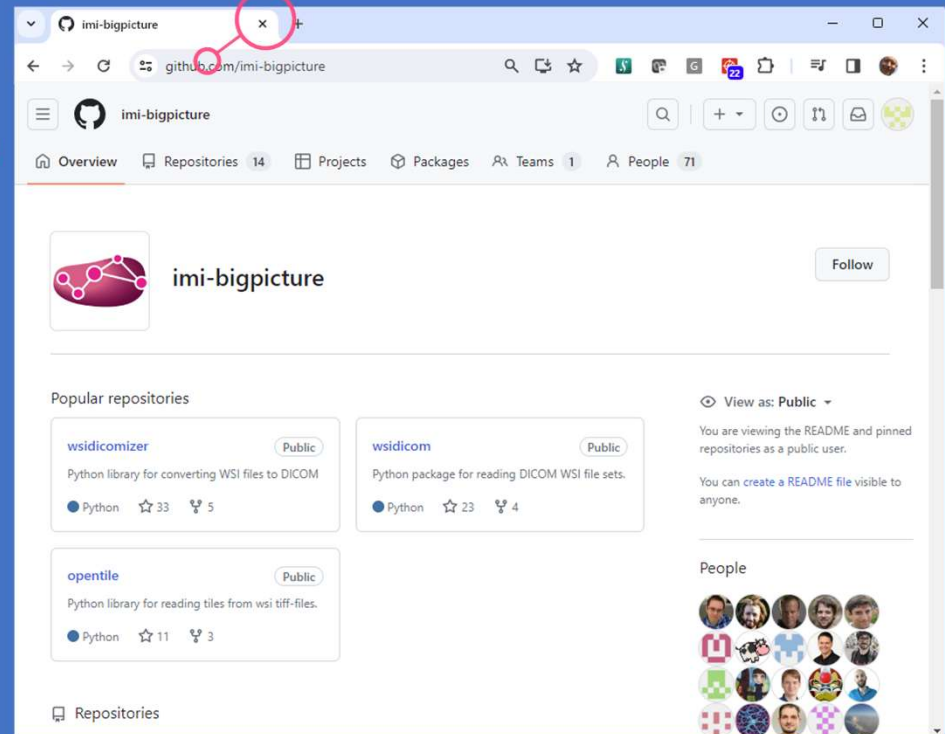 imi-bigpicture
github.com/imi-bigpicture
22
imi-bigpicture
Overview Repositories 14 Projects Packages Teams 1 People 71
imi-bigpicture
Follow
Popular repositories
wsidicomizer Public
Python library for converting WSI files to DICOM
Python 33 5
wsidicom Public
Python package for reading DICOM WSI file sets.
Python 23 4
opentile Public
Python library for reading tiles from wsi tiff-files.
Python 11 3
Repositories
View as: Public
You are viewing the README and pinned
repositories as a public user.
You can create a README file visible to
anyone.
People